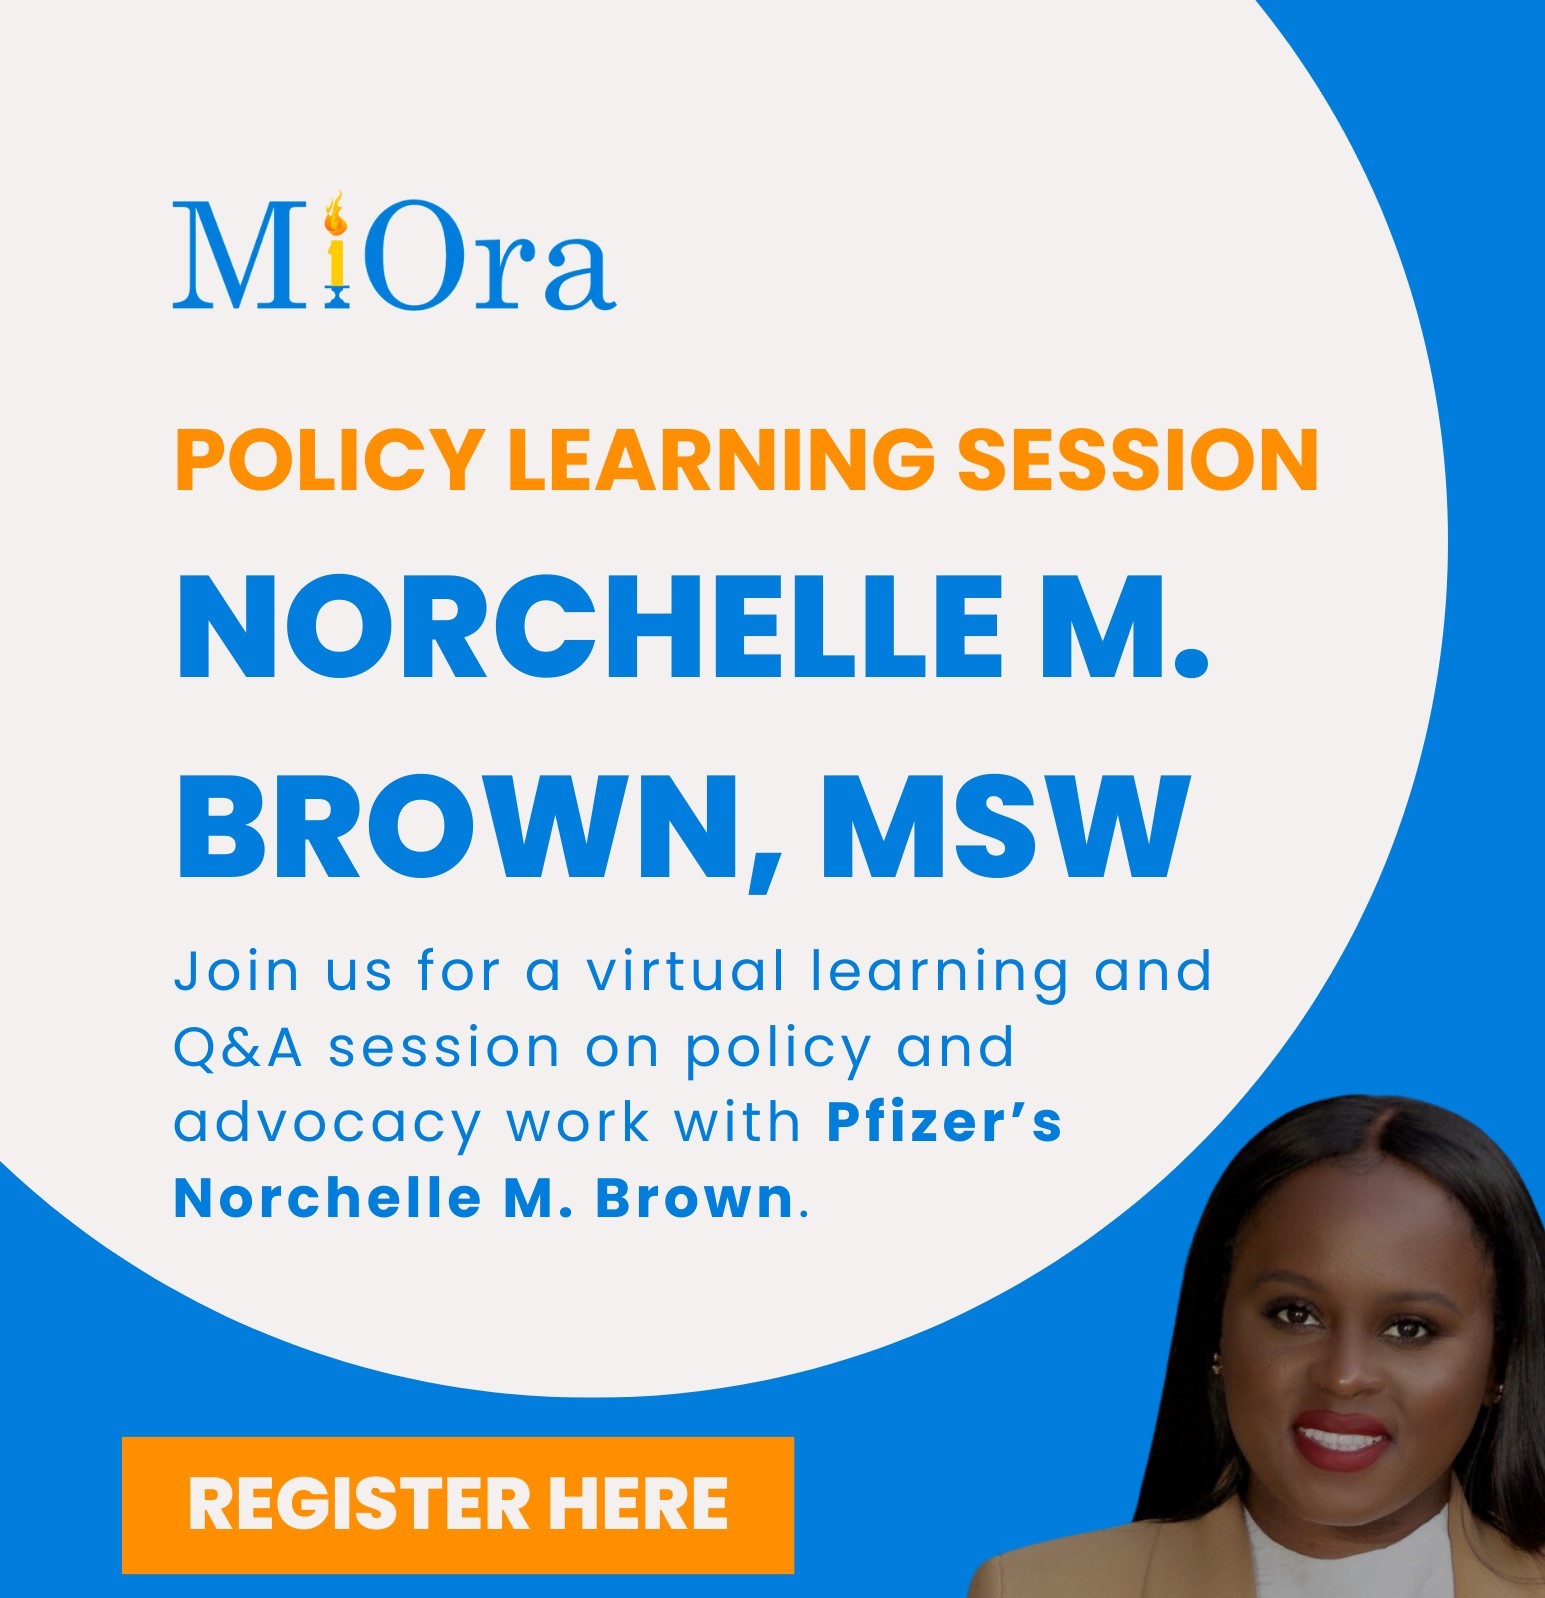 MiOra
POLICY LEARNING SESSION
NORCHELLE M.
BROWN, MSW
Join us for a virtual learning and
Q&A session on policy and
advocacy work with Pfizer’s
Norchelle M. Brown.
REGISTER HERE